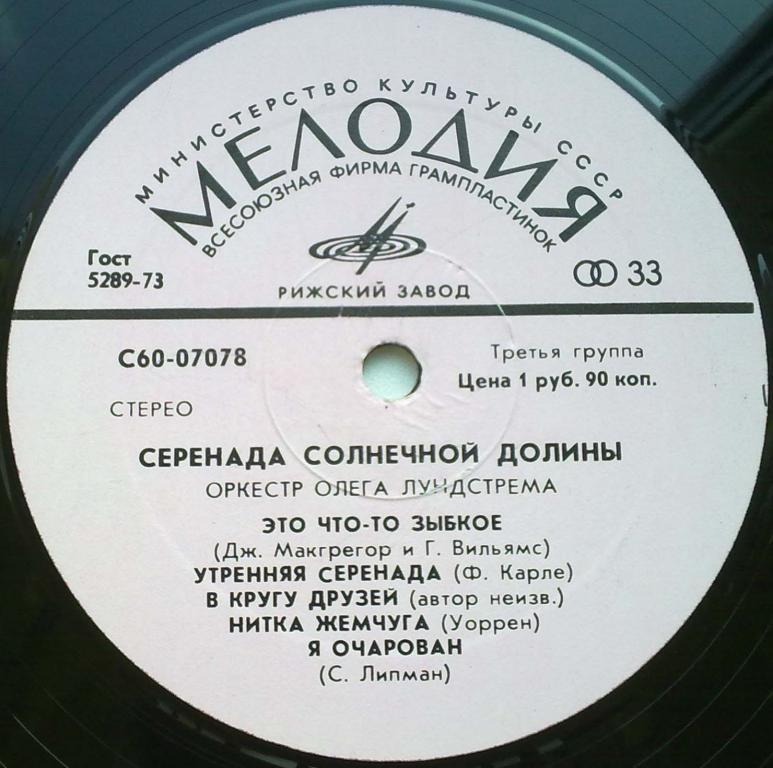 МИНИСТЕРСТВО КУЛЬТУРЫ СССР
МЕЛОДИЯ
ВСЕСОЮЗНАЯ ФИРМА ГРАМПЛАСТИНОК
Гост
5289-73
33
РИЖСКИЙ ЗАВОД
С60-07078
Третья группа
Цена 1 руб. 90 коп.
СТЕРЕО
СЕРЕНАДА СОЛНЕЧНОЙ ДОЛИНЫ
ОРКЕСТР ОЛЕГА ЛУНДСТРЕМА
ЭТО ЧТО-ТО ЗЫБКОЕ
(Дж. Макгрегор и Г. Вильямс)
УТРЕННЯЯ СЕРЕНАДА (Ф. Карле)
В КРУГУ ДРУЗЕЙ (автор неизв.)
НИТКА ЖЕМЧУГА (Уоррен)
Я ОЧАРОВАН
(С. Липман)